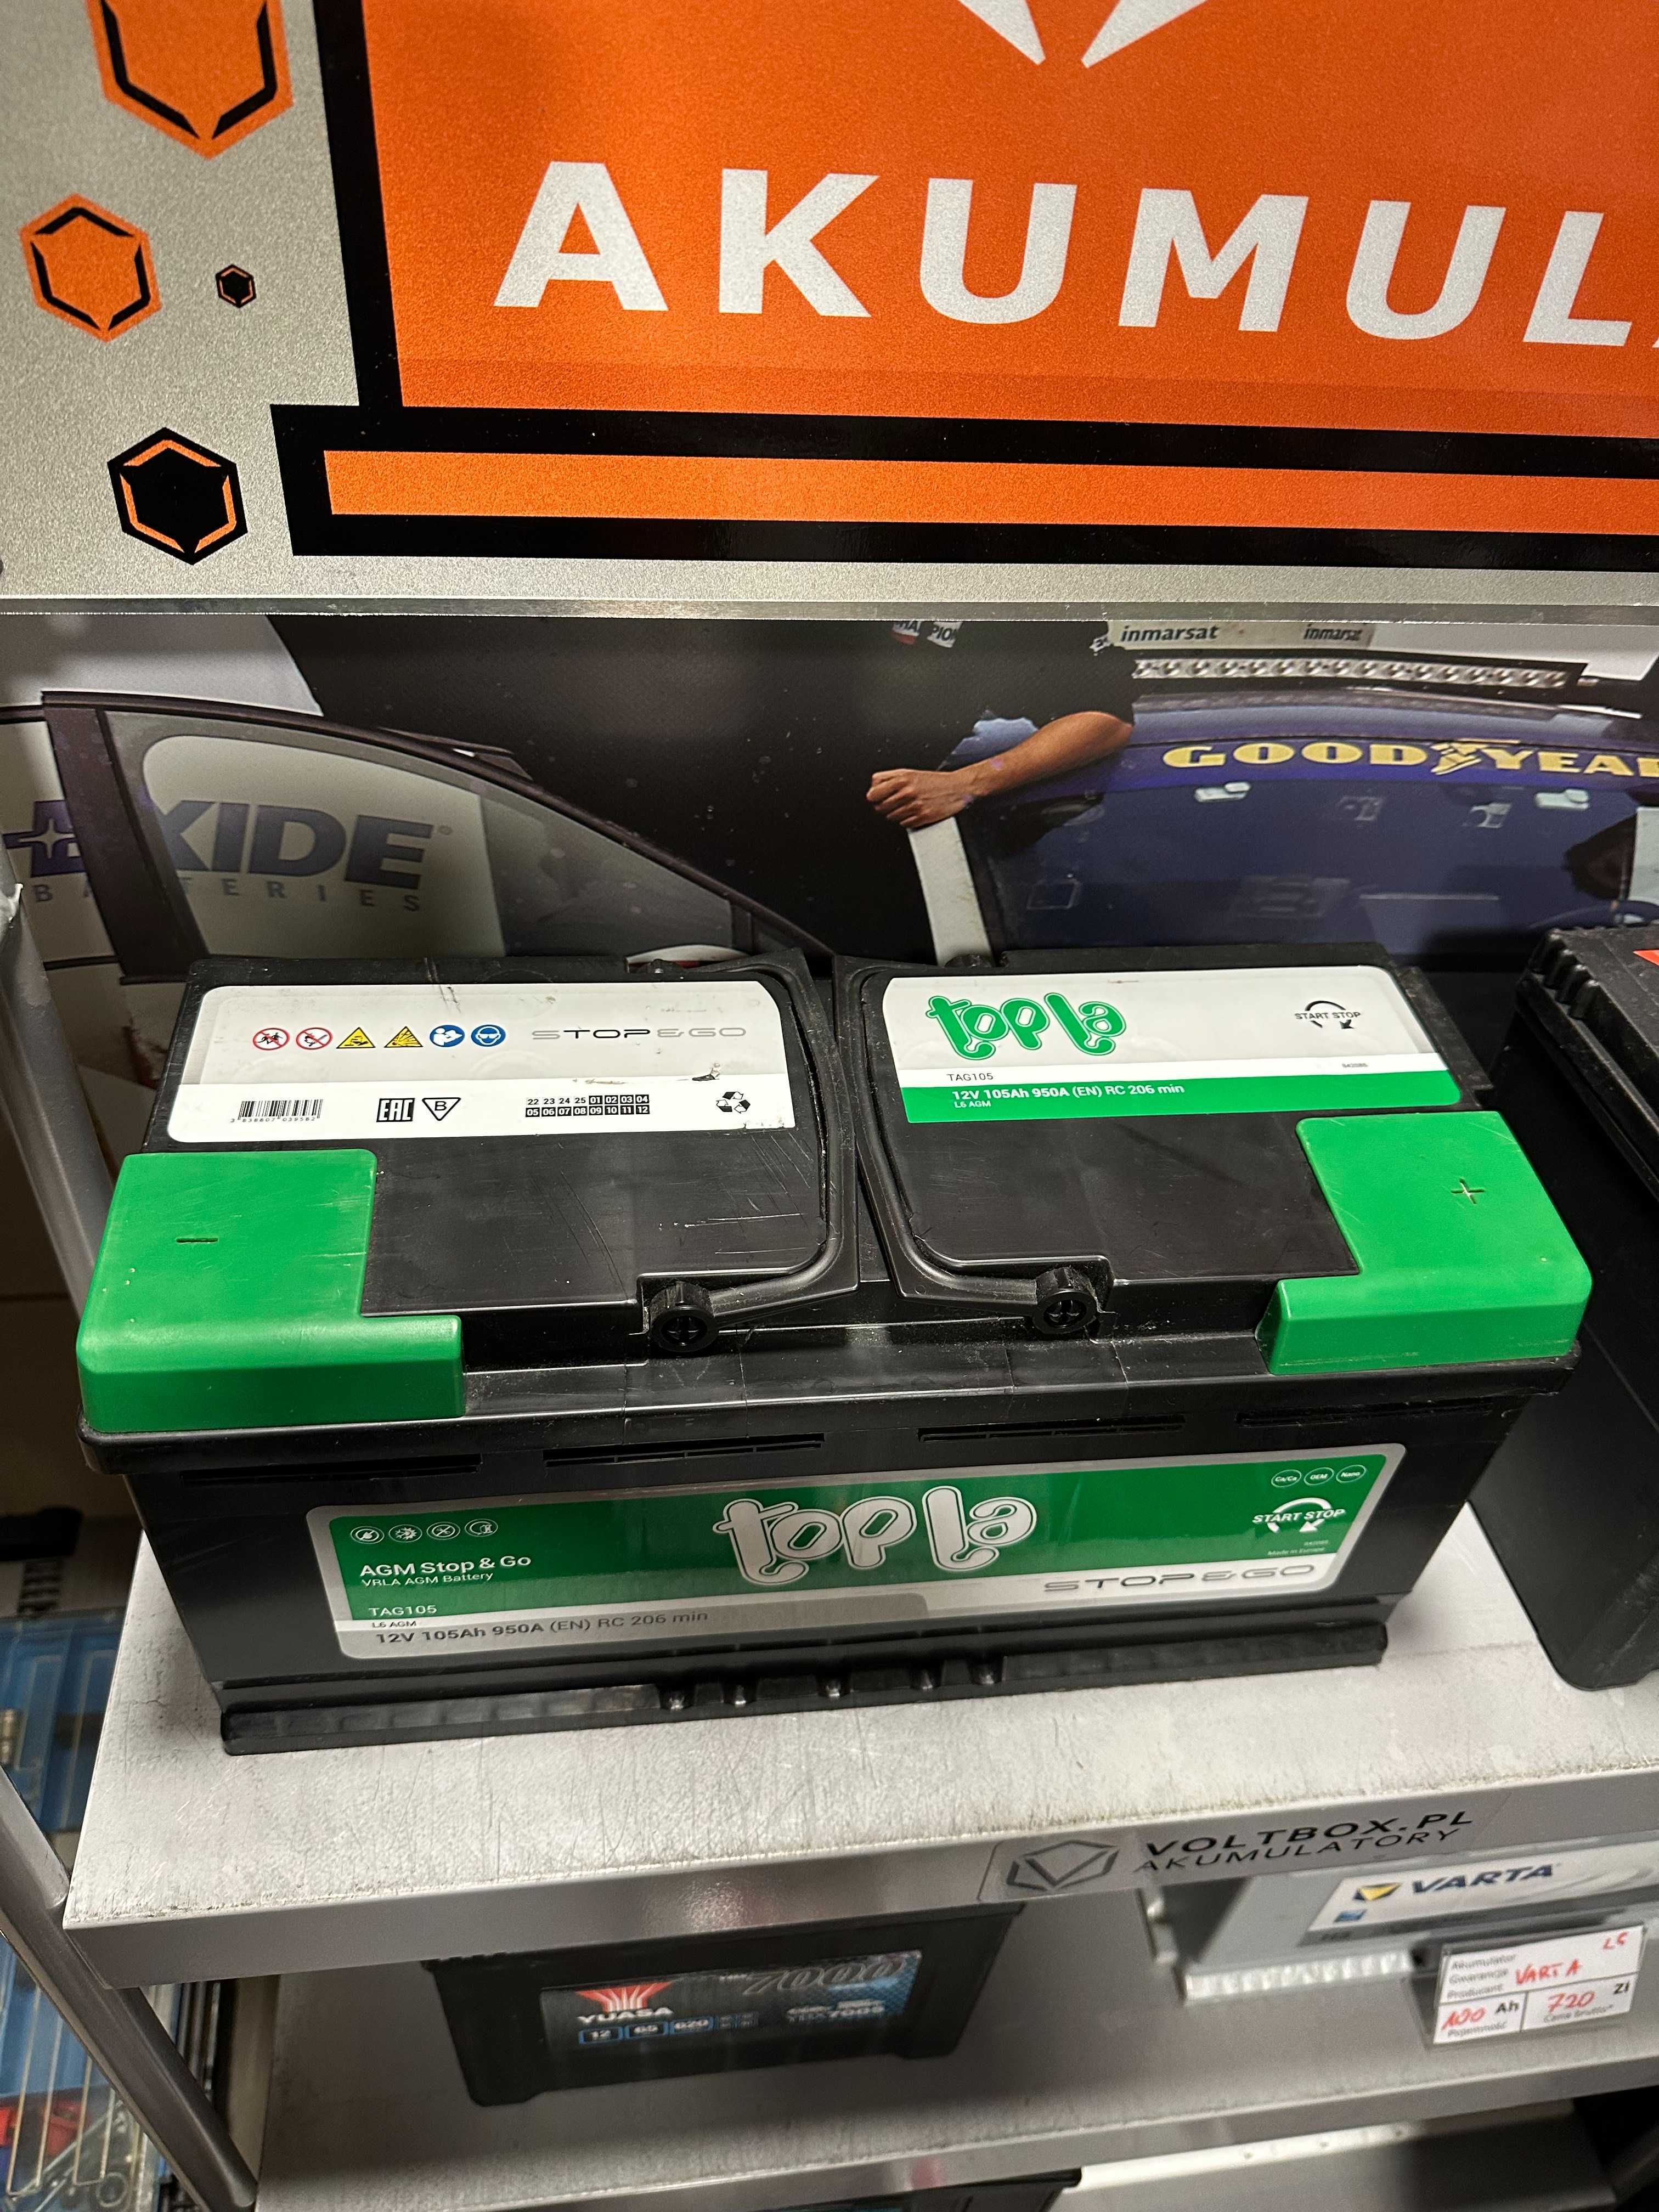 AKUMUL
inmarsat
inmarsat
GOODYEAR
EXIDE
BATTERIES
STOP&GO
EAC
B
22 23 24 25 01 02 03 04
05 06 07 08 09 10 11 12
topla
START STOP
TAG105
12V 105Ah 950A (EN) RC 206 min
L6 AGM
-
+
Ca/Ca OEM Nano
topla
START STOP
AGM Stop & Go
VRLA AGM Battery
Made in Europe
STOP&GO
TAG105
L6 AGM
12V 105Ah 950A (EN) RC 206 min
VOLTBOX.PL
AKUMULATORY
VARTA
YUASA
7000
12 65 620
Akumulator
Gwarancja
Producent VARTA
100 Ah
Pojemność
720 Zł
Cena brutto*